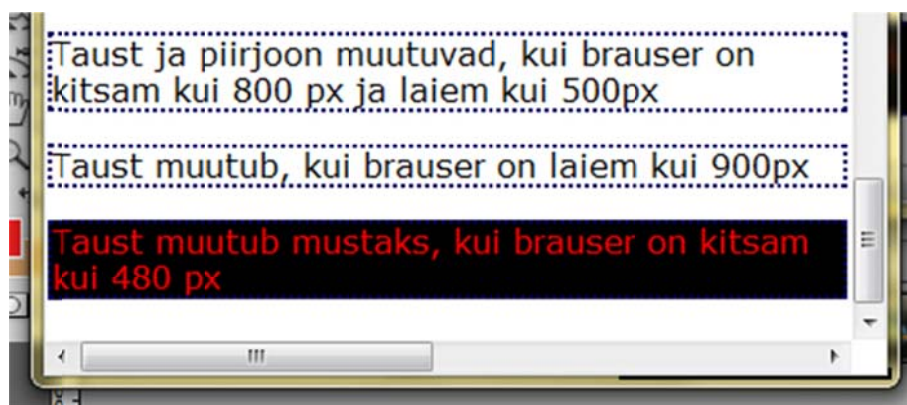 Taust ja piirjoon muutuvad, kui brauser on
kitsam kui 800 px ja laiem kui 500px
Taust muutub, kui brauser on laiem kui 900px
Taust muutub mustaks, kui brauser on kitsam
kui 480 px